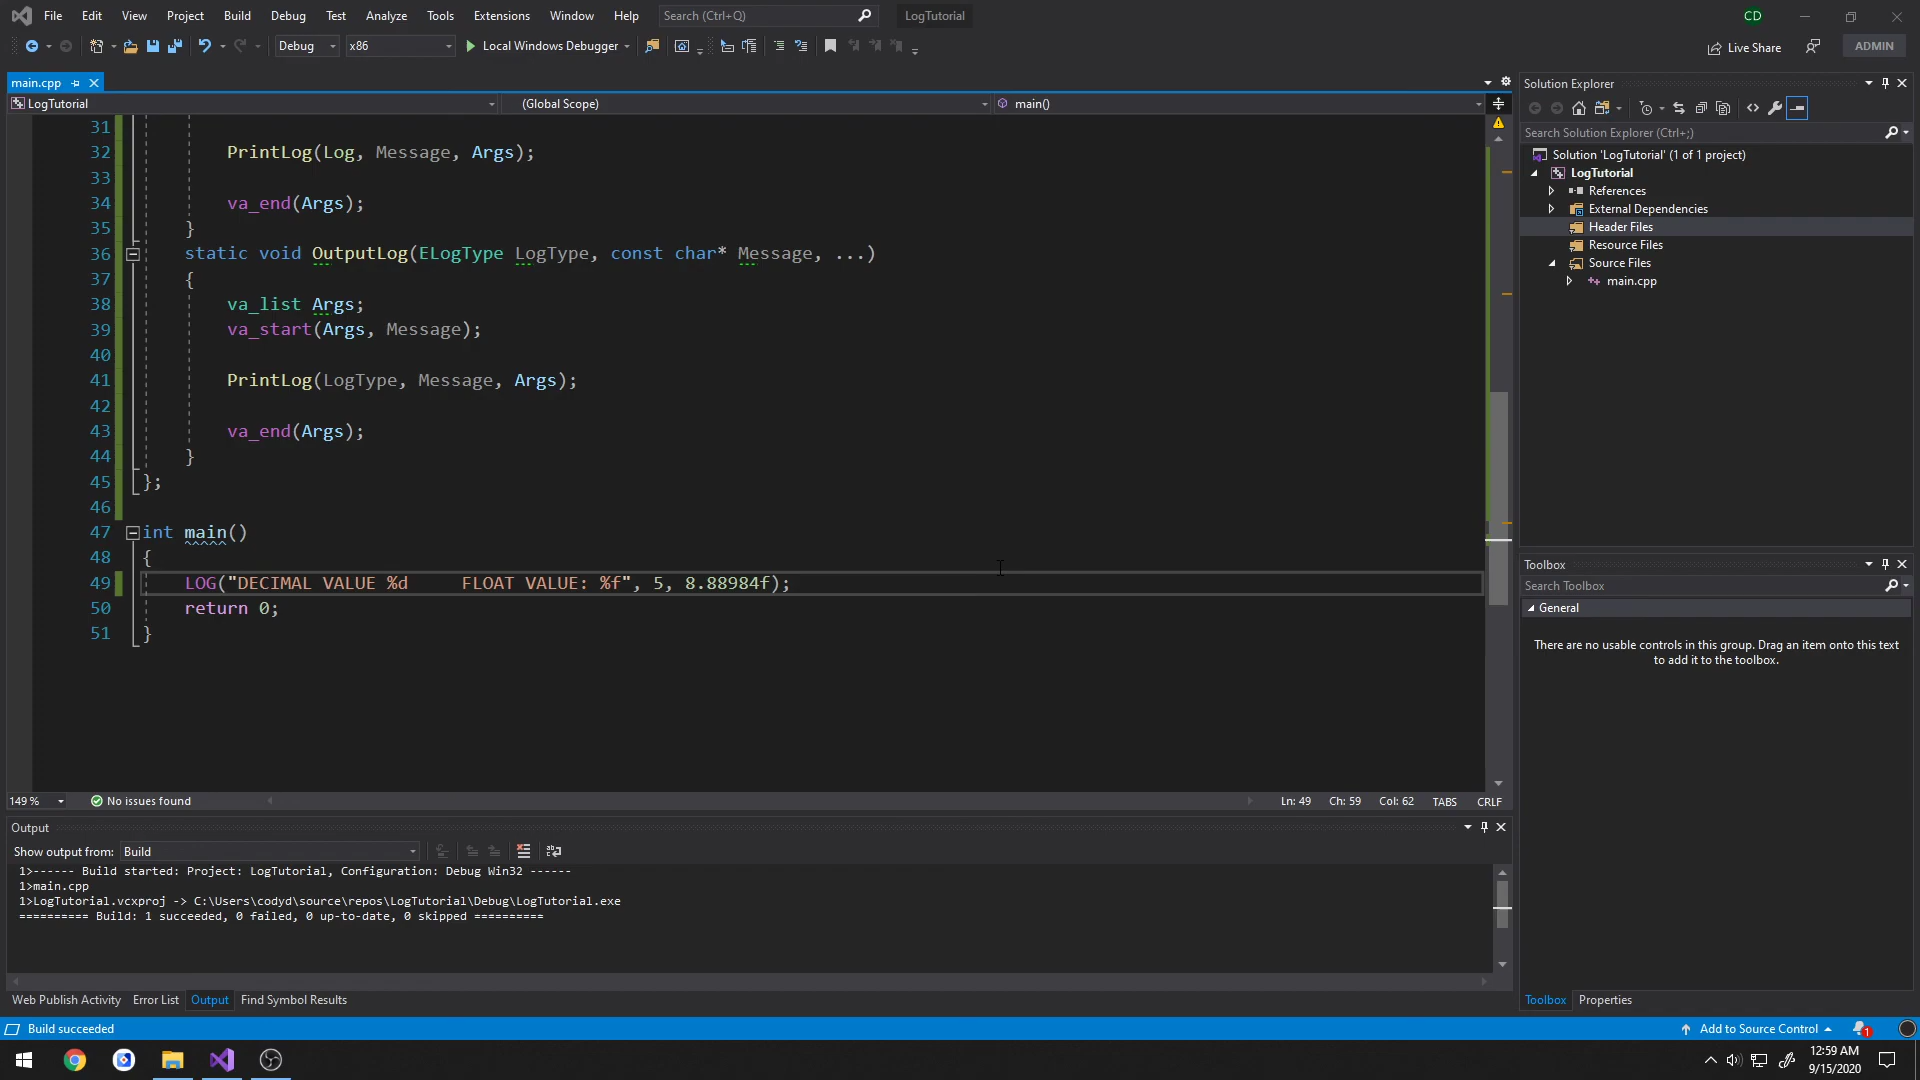 File Edit View Project Build Debug Test Analyze Tools Extensions Window Help Search (Ctrl+Q) LogTutorial CD
Debug x86 Local Windows Debugger Live Share ADMIN
main.cpp
LogTutorial (Global Scope) main()
31
32 PrintLog(Log, Message, Args);
33
34 va_end(Args);
35 }
36 static void OutputLog(ELogType LogType, const char* Message, ...)
37 {
38 va_list Args;
39 va_start(Args, Message);
40
41 PrintLog(LogType, Message, Args);
42
43 va_end(Args);
44 }
45 };
46
47 int main()
48 {
49 LOG("DECIMAL VALUE %d     FLOAT VALUE: %f", 5, 8.88984f);
50 return 0;
51 }
149 % No issues found Ln: 49 Ch: 59 Col: 62 TABS CRLF
Output
Show output from: Build
1>------ Build started: Project: LogTutorial, Configuration: Debug Win32 ------
1>main.cpp
1>LogTutorial.vcxproj -> C:\Users\codyd\source\repos\LogTutorial\Debug\LogTutorial.exe
========== Build: 1 succeeded, 0 failed, 0 up-to-date, 0 skipped ==========
Web Publish Activity Error List Output Find Symbol Results
Solution Explorer
Search Solution Explorer (Ctrl+;)
Solution 'LogTutorial' (1 of 1 project)
LogTutorial
References
External Dependencies
Header Files
Resource Files
Source Files
main.cpp
Toolbox
Search Toolbox
General
There are no usable controls in this group. Drag an item onto this text
to add it to the toolbox.
Toolbox Properties
Build succeeded Add to Source Control 1
12:59 AM
9/15/2020